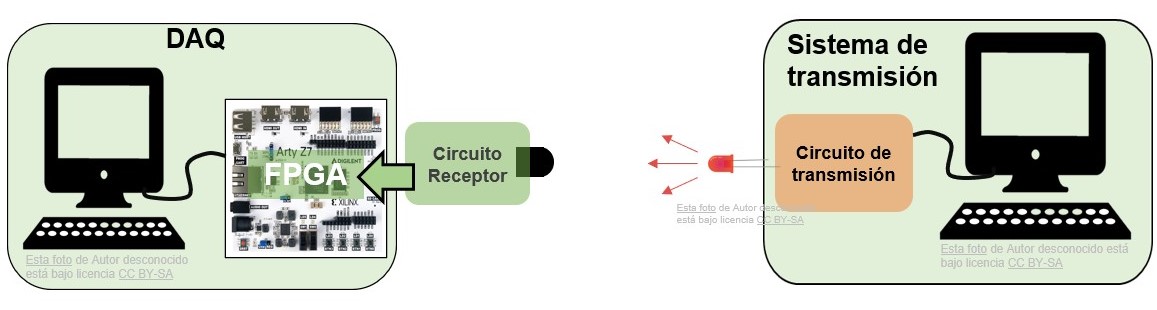 DAQ
Sistema de
transmisión
Arty Z7
DIGILENT
FPGA
XILINX
Circuito
Receptor
Circuito de
transmisión
Esta foto de Autor desconocido
está bajo licencia CC BY-SA
Esta foto de Autor desconocido
está bajo licencia CC BY-SA
Esta foto de Autor desconocido está
bajo licencia CC BY-SA